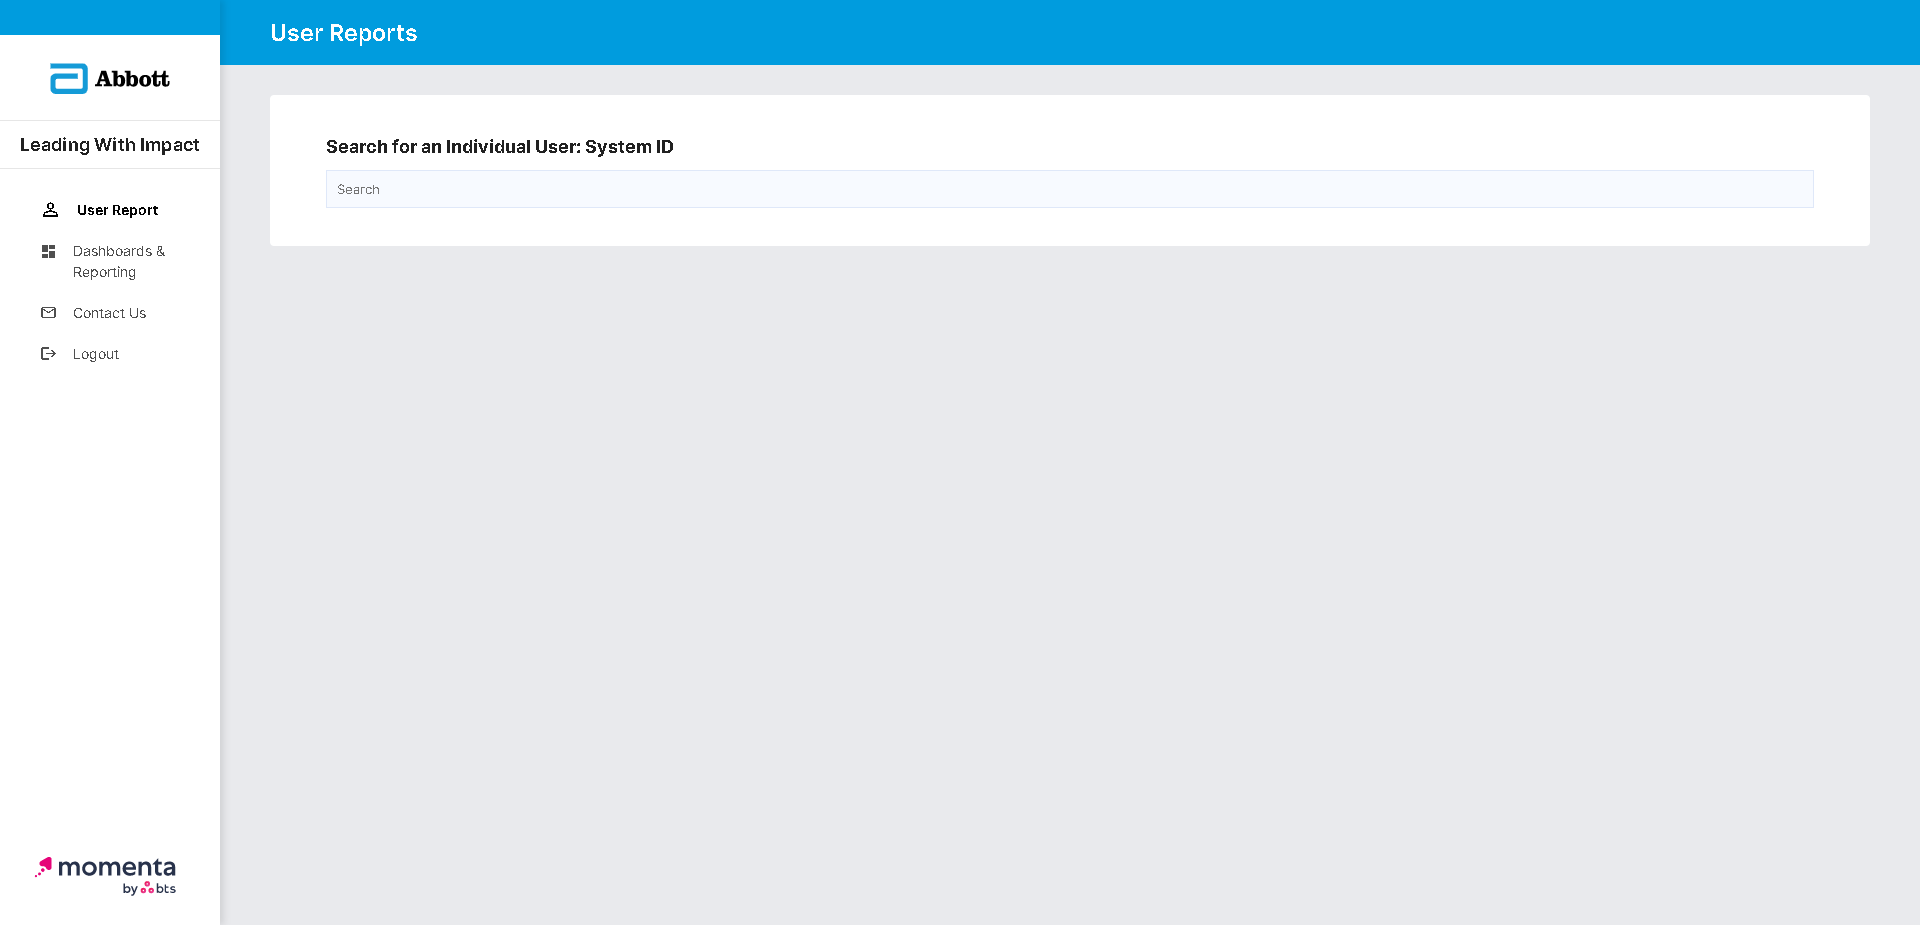 User Reports
Abbott
Leading With Impact
User Report
Dashboards &
Reporting
Contact Us
Logout
Search for an Individual User: System ID
Search
momenta
by bts